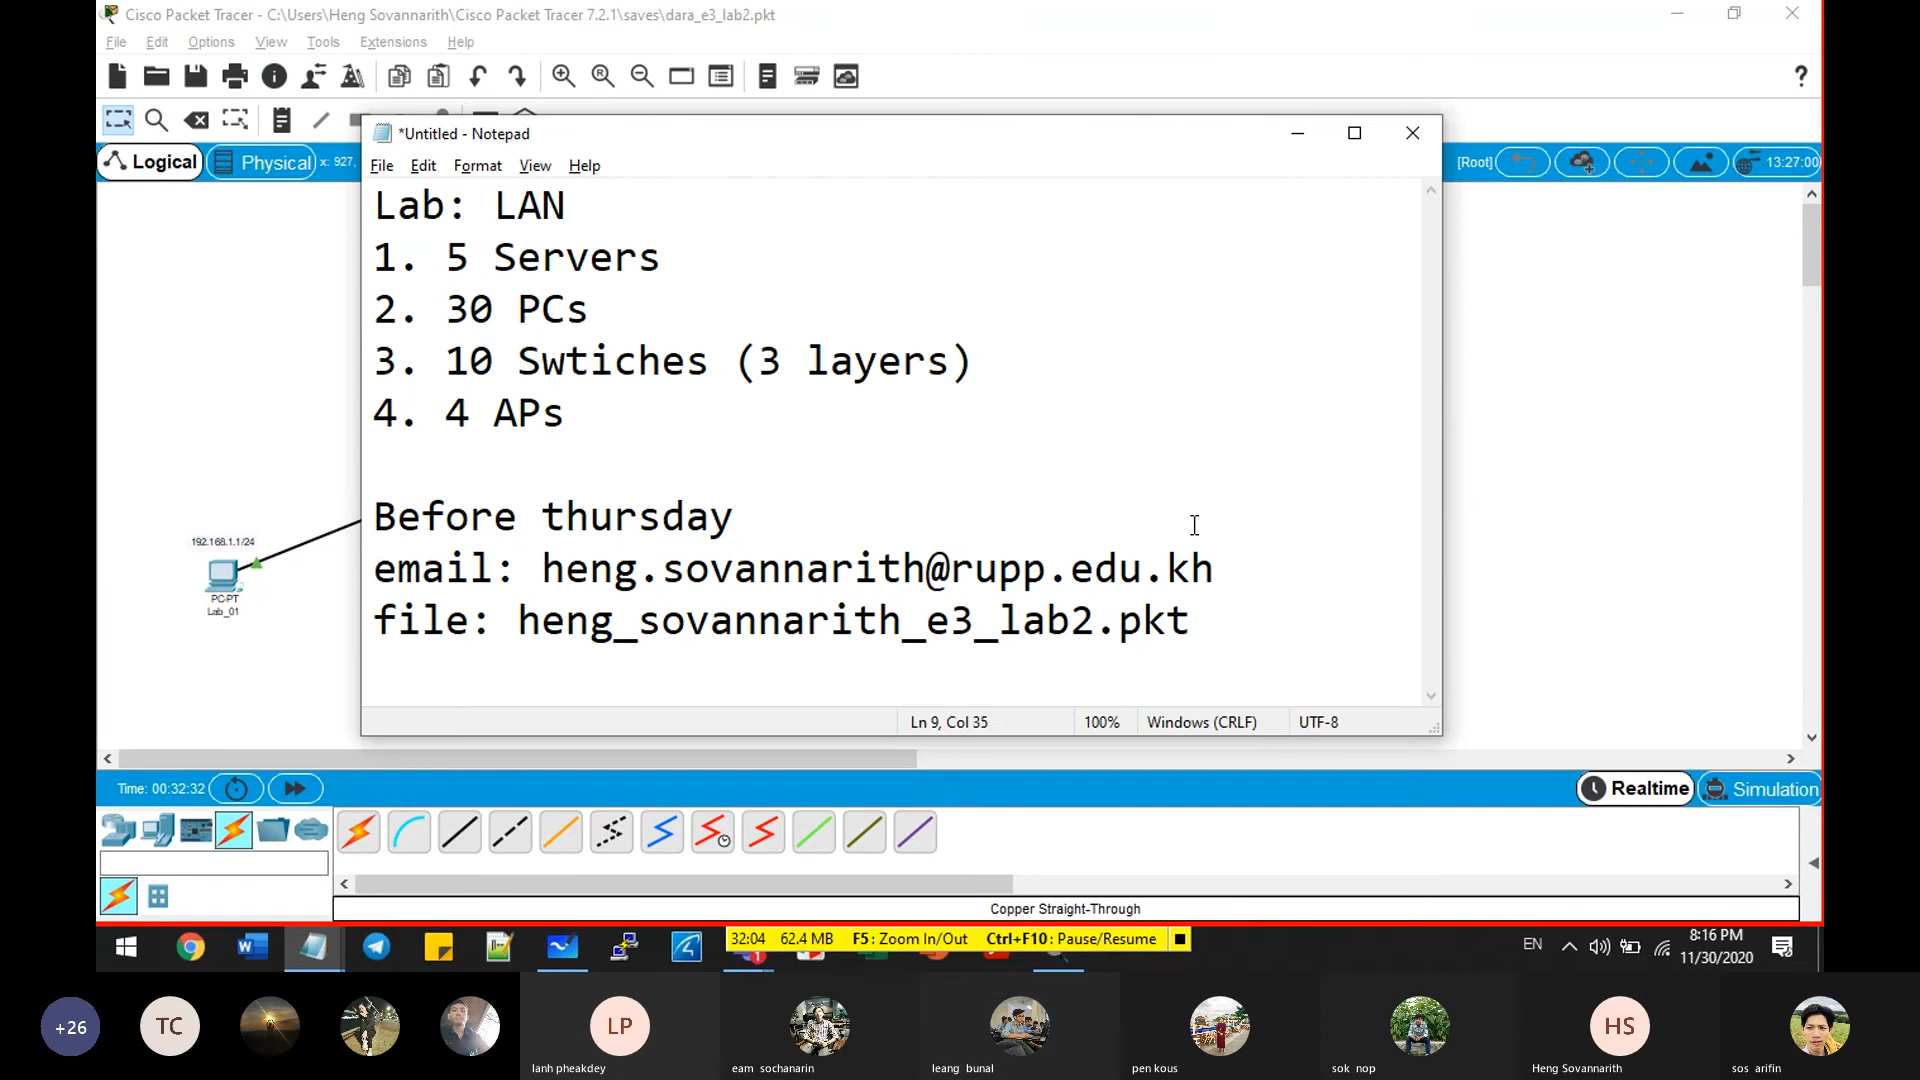 Cisco Packet Tracer - C:\Users\Heng Sovannarith\Cisco Packet Tracer 7.2.1\saves\dara_e3_lab2.pkt
File Edit Options View Tools Extensions Help
?
Logical
Physical
x: 927,
[Root]
13:27:00
*Untitled - Notepad
File Edit Format View Help
Lab: LAN
1. 5 Servers
2. 30 PCs
3. 10 Swtiches (3 layers)
4. 4 APs
Before thursday
email: heng.sovannarith@rupp.edu.kh
file: heng_sovannarith_e3_lab2.pkt
Ln 9, Col 35
100%
Windows (CRLF)
UTF-8
192.168.1.1/24
PC-PT
Lab_01
Time: 00:32:32
Realtime
Simulation
Copper Straight-Through
32:04 62.4 MB F5: Zoom In/Out Ctrl+F10: Pause/Resume
EN
8:16 PM
11/30/2020
+26
TC
LP
HS
lanh pheakdey
eam sochanarin
leang bunal
pen kous
sok nop
Heng Sovannarith
sos arifin